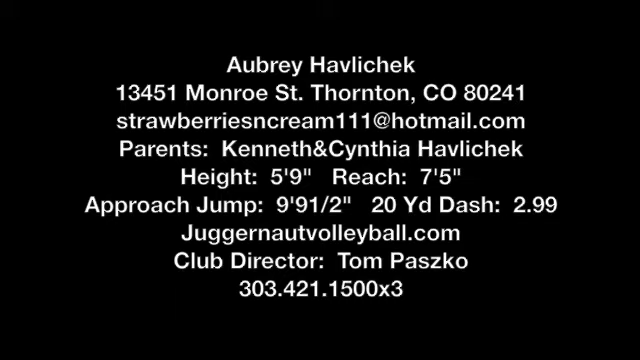 Aubrey Havlichek
13451 Monroe St. Thornton, CO 80241
strawberriesncream111@hotmail.com
Parents:  Kenneth&Cynthia Havlichek
Height:  5'9"   Reach:  7'5"
Approach Jump:  9'91/2"   20 Yd Dash:  2.99
Juggernautvolleyball.com
Club Director:  Tom Paszko
303.421.1500x3